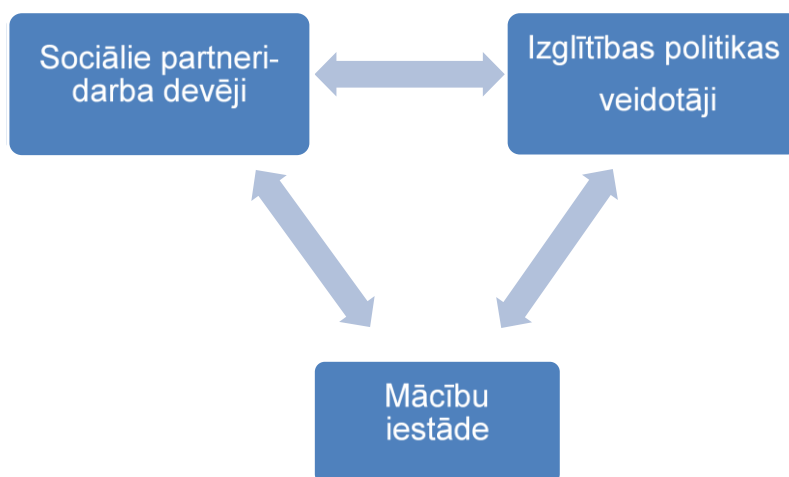 Sociālie partneri-
darba devēji
Izglītības politikas
veidotāji
Mācību
iestāde